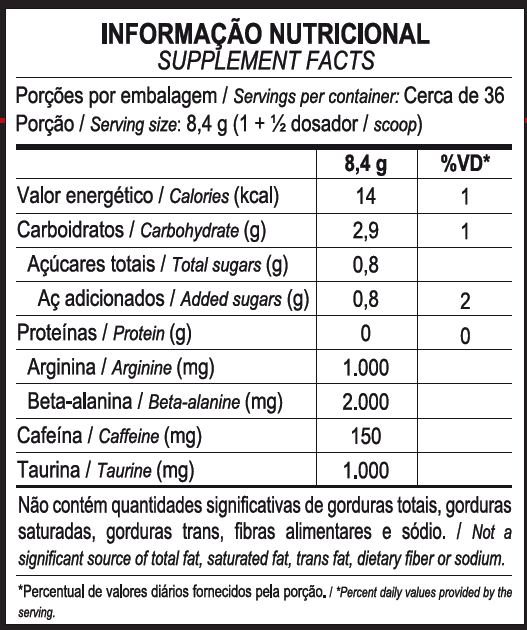 INFORMAÇÃO NUTRICIONAL
SUPPLEMENT FACTS
Porções por embalagem / Servings per container: Cerca de 36
Porção / Serving size: 8,4 g (1 + ½ dosador / scoop)
8,4 g %VD*
Valor energético / Calories (kcal) 14 1
Carboidratos / Carbohydrate (g) 2,9 1
Açúcares totais / Total sugars (g) 0,8
Aç adicionados / Added sugars (g) 0,8 2
Proteínas / Protein (g) 0 0
Arginina / Arginine (mg) 1.000
Beta-alanina / Beta-alanine (mg) 2.000
Cafeína / Caffeine (mg) 150
Taurina / Taurine (mg) 1.000
Não contém quantidades significativas de gorduras totais, gorduras
saturadas, gorduras trans, fibras alimentares e sódio. / Not a
significant source of total fat, saturated fat, trans fat, dietary fiber or sodium.
*Percentual de valores diários fornecidos pela porção. / *Percent daily values provided by the
serving.